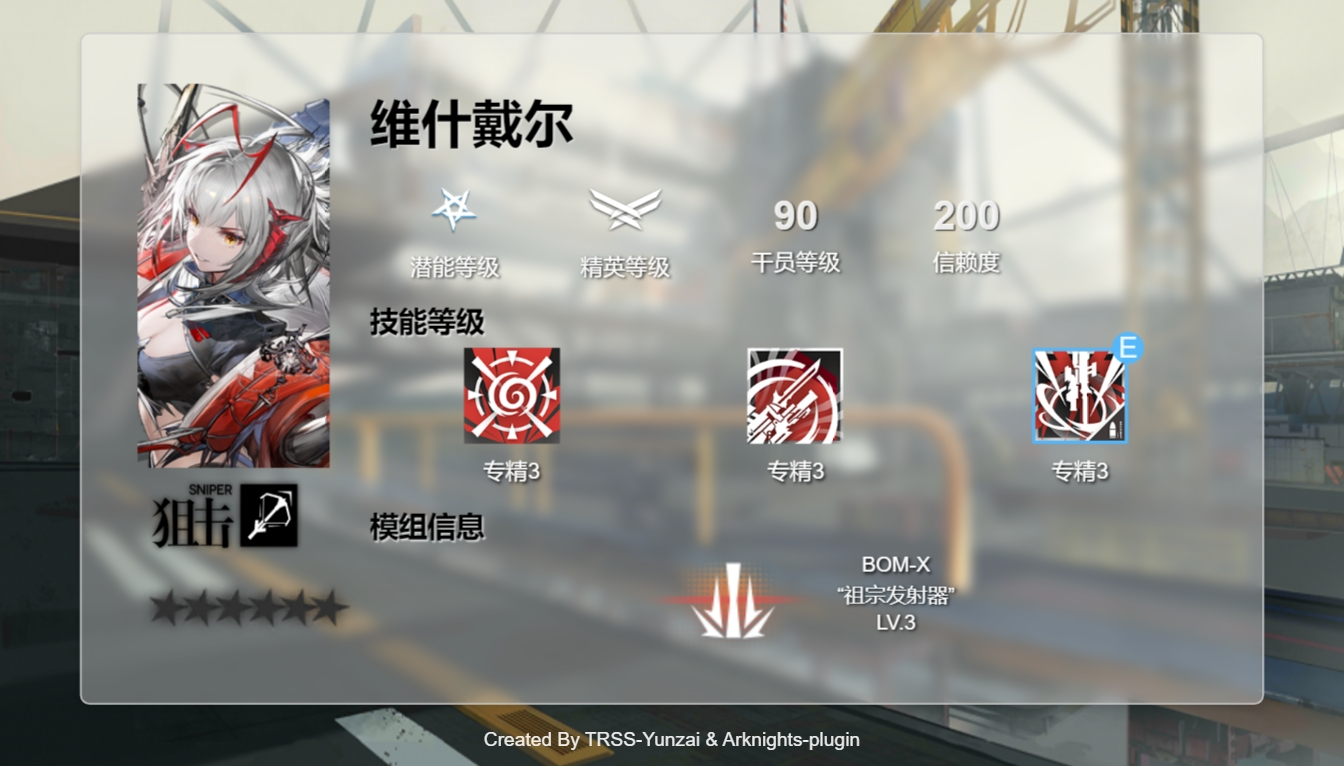 维什戴尔
90
200
潜能等级
精英等级
干员等级
信赖度
技能等级
E
专精3
专精3
专精3
SNIPER
狙击
模组信息
BOM-X
“祖宗发射器”
LV.3
Created By TRSS-Yunzai & Arknights-plugin